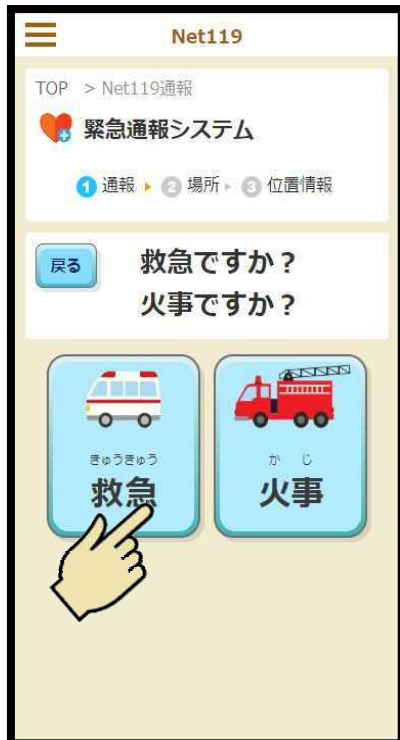 Net119
TOP > Net119通報
緊急通報システム
1 通報 ▶ 2 場所 ▶ 3 位置情報
戻る
救急ですか？
火事ですか？
きゅうきゅう
救急
かじ
火事